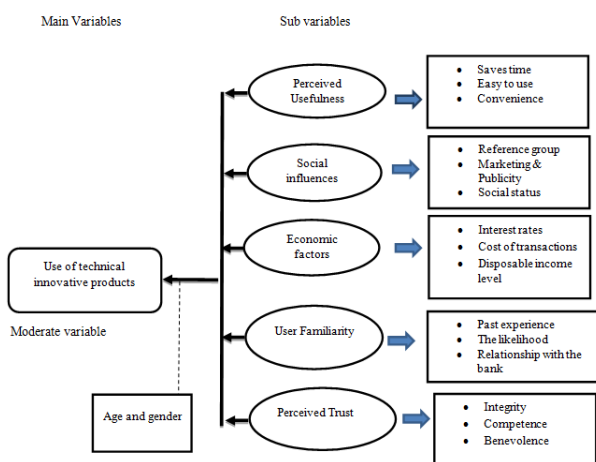 Main Variables
Sub variables
Perceived
Usefulness
• Saves time
• Easy to use
• Convenience
Social
influences
• Reference group
• Marketing &
Publicity
• Social status
Economic
factors
• Interest rates
• Cost of transactions
• Disposable income
level
Use of technical
innovative products
Moderate variable
User Familiarity
• Past experience
• The likelihood
• Relationship with the
bank
Age and gender
Perceived Trust
• Integrity
• Competence
• Benevolence